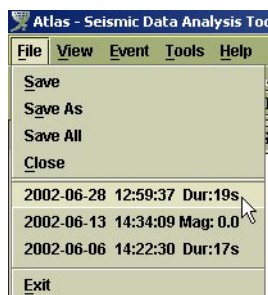 Atlas - Seismic Data Analysis
File View Event Tools Help
Save
Save As
Save All
Close
2002-06-28 12:59:37 Dur:19s
2002-06-13 14:34:09 Mag: 0.0
2002-06-06 14:22:30 Dur:17s
Exit